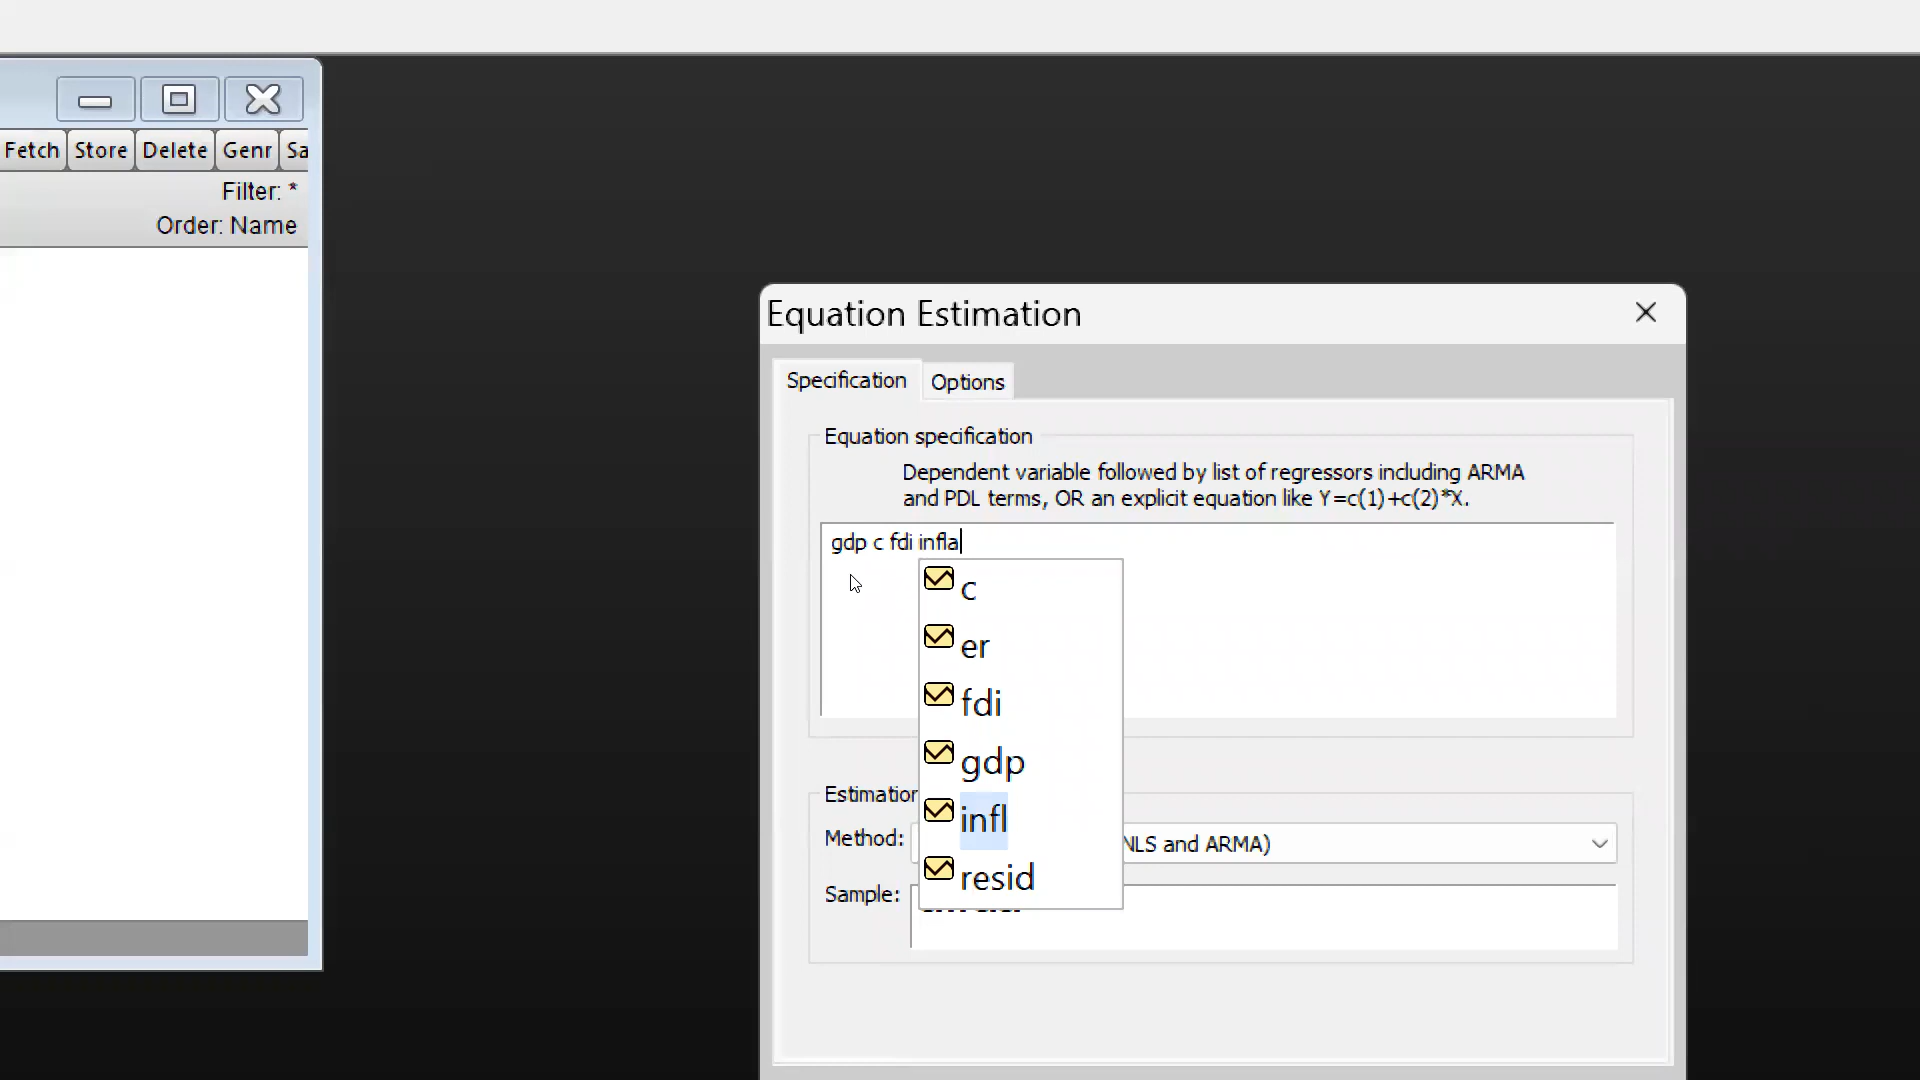 Fetch Store Delete Genr Sa
Filter: *
Order: Name
Equation Estimation
Specification Options
Equation specification
Dependent variable followed by list of regressors including ARMA
and PDL terms, OR an explicit equation like Y=c(1)+c(2)*X.
gdp c fdi infla
c
er
fdi
gdp
infl
resid
Estimation
Method: NLS and ARMA)
Sample: